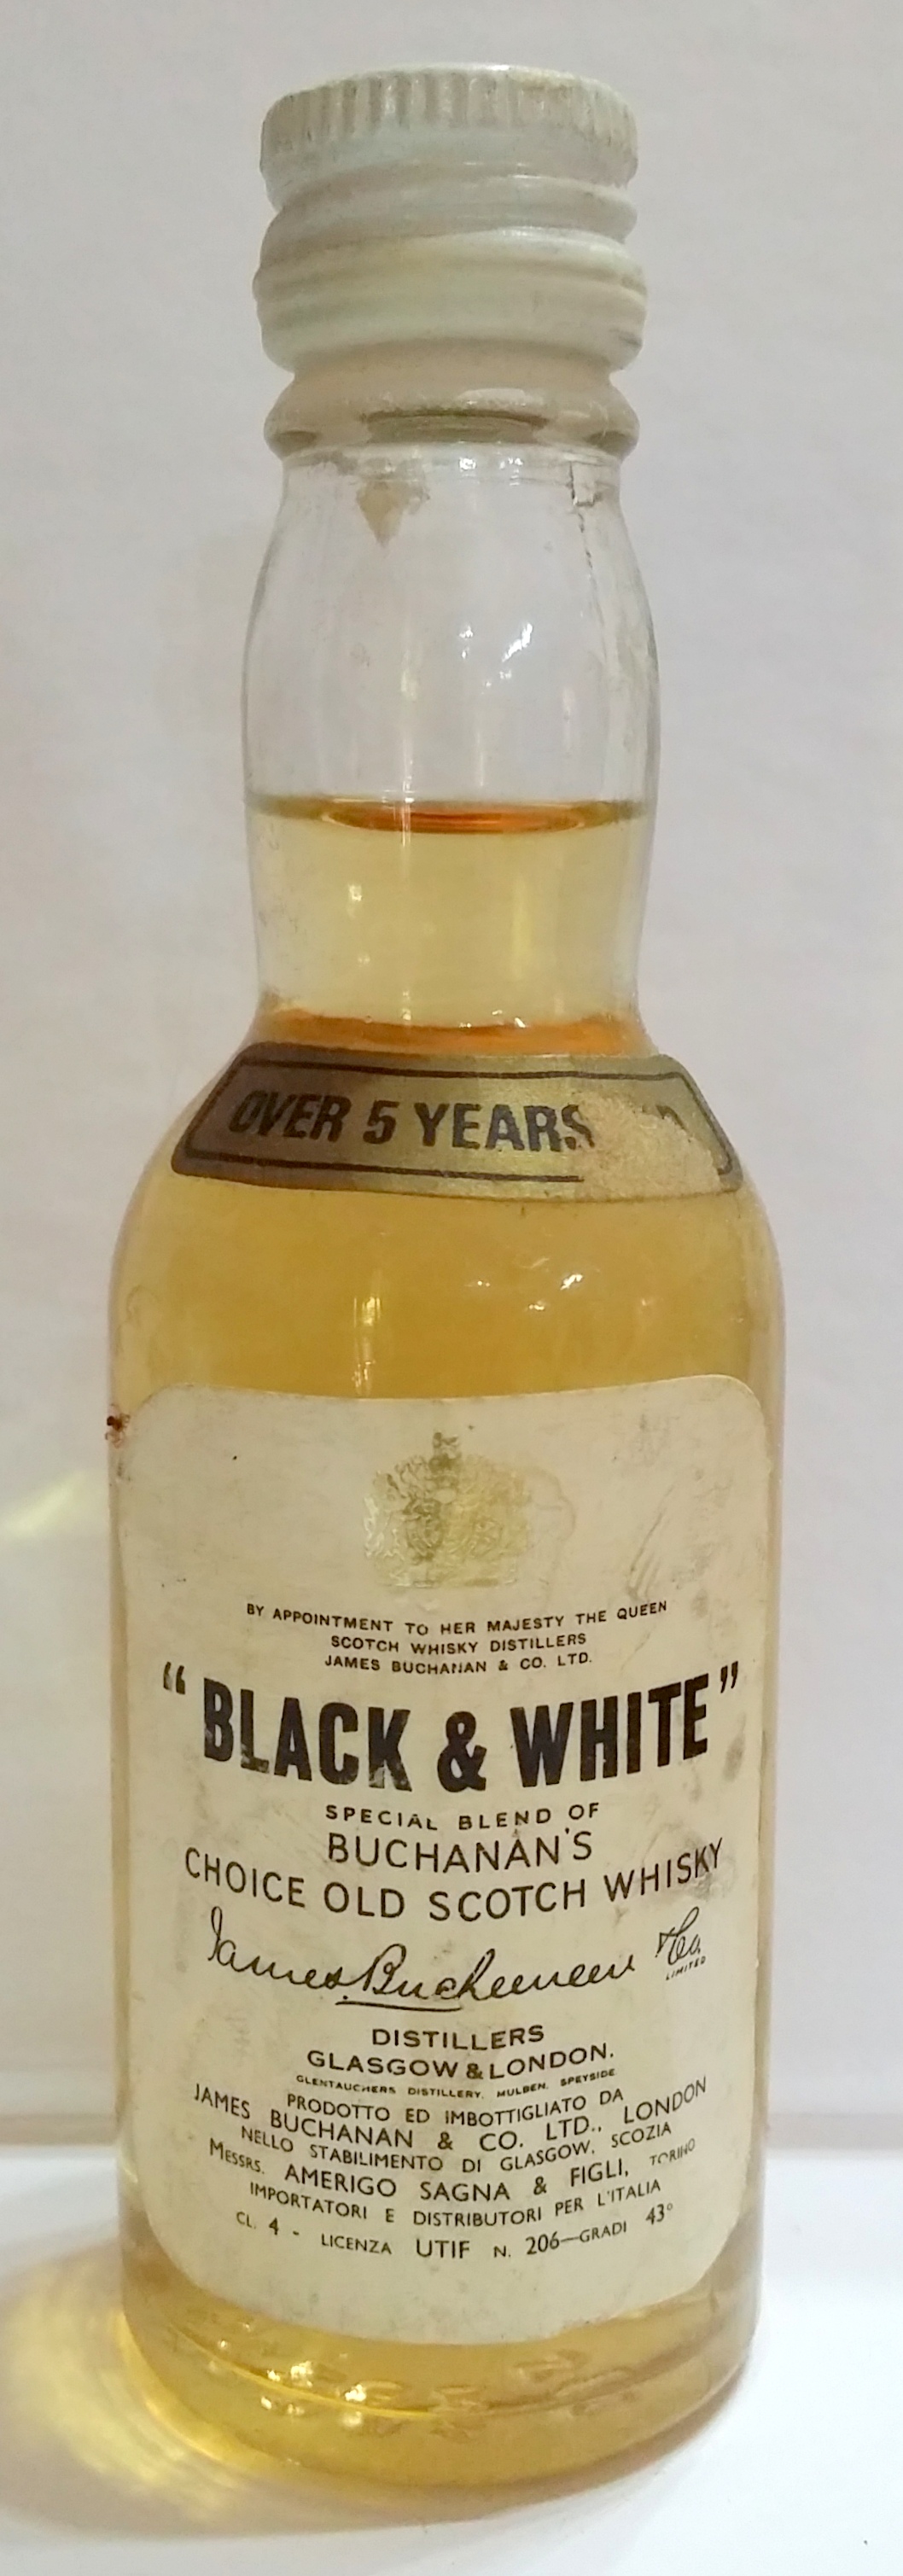 OVER 5 YEARS
BY APPOINTMENT TO HER MAJESTY THE QUEEN
SCOTCH WHISKY DISTILLERS
JAMES BUCHANAN & CO. LTD.
"BLACK & WHITE"
SPECIAL BLEND OF
BUCHANAN'S
CHOICE OLD SCOTCH WHISKY
James Buchanan & Co.
LIMITED
DISTILLERS
GLASGOW & LONDON.
GLENTAUCHERS DISTILLERY, MULBEN, SPEYSIDE
PRODOTTO ED IMBOTTIGLIATO DA
JAMES BUCHANAN & CO. LTD., LONDON
NELLO STABILIMENTO DI GLASGOW, SCOZIA
MESSRS. AMERIGO SAGNA & FIGLI, TORINO
IMPORTATORI E DISTRIBUTORI PER L'ITALIA
CL. 4 - LICENZA UTIF N. 206—GRADI 43°